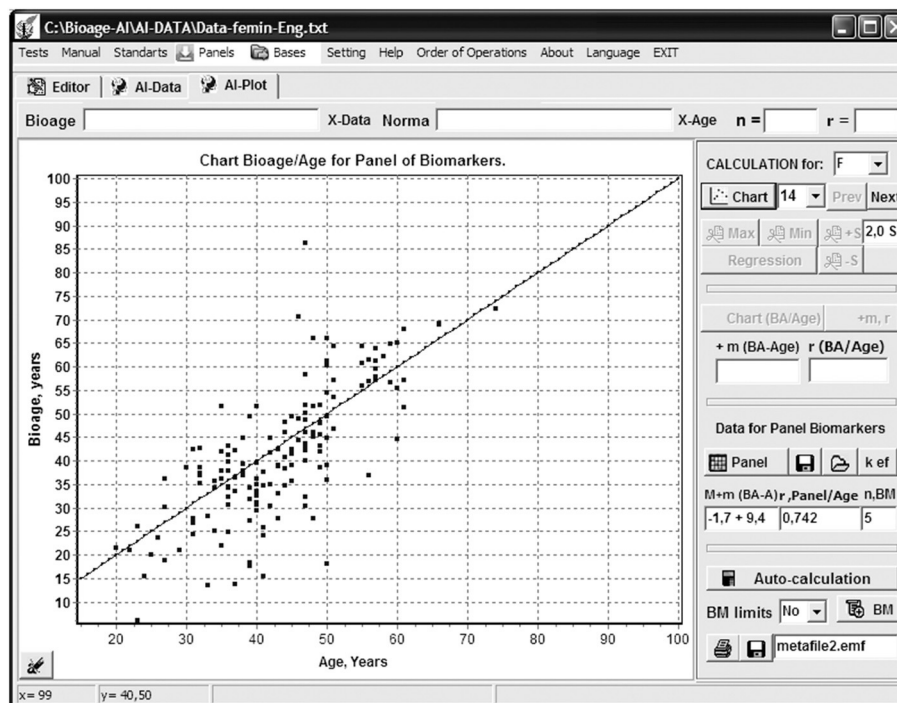 C:\Bioage-AI\AI-DATA\Data-femin-Eng.txt
Tests Manual Standarts Panels Bases Setting Help Order of Operations About Language EXIT
Editor AI-Data AI-Plot
Bioage X-Data Norma X-Age n = r =
Chart Bioage/Age for Panel of Biomarkers.
100
95
90
85
80
75
70
65
60
55
50
45
40
35
30
25
20
15
10
Bioage, years
20 30 40 50 60 70 80 90 100
Age, Years
CALCULATION for: F
Chart 14 Prev Next
Max Min +S 2,0 S
Regression -S
Chart (BA/Age) +m, r
+ m (BA-Age) r (BA/Age)
Data for Panel Biomarkers
Panel k ef
M+m (BA-A) r ,Panel/Age n,BM
-1,7 + 9,4 0,742 5
Auto-calculation
BM limits No BM
metafile2.emf
x= 99 y= 40,50